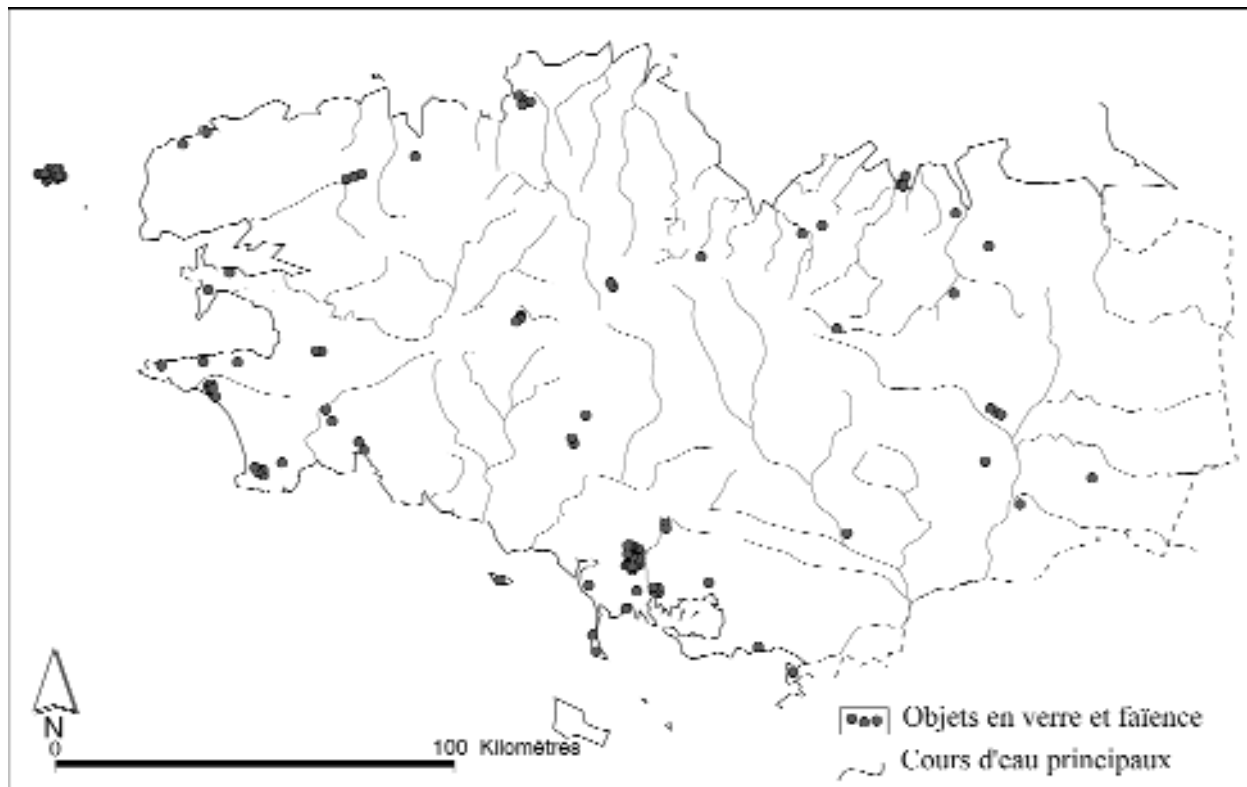 N
0
100 Kilomètres
Objets en verre et faïence
Cours d'eau principaux